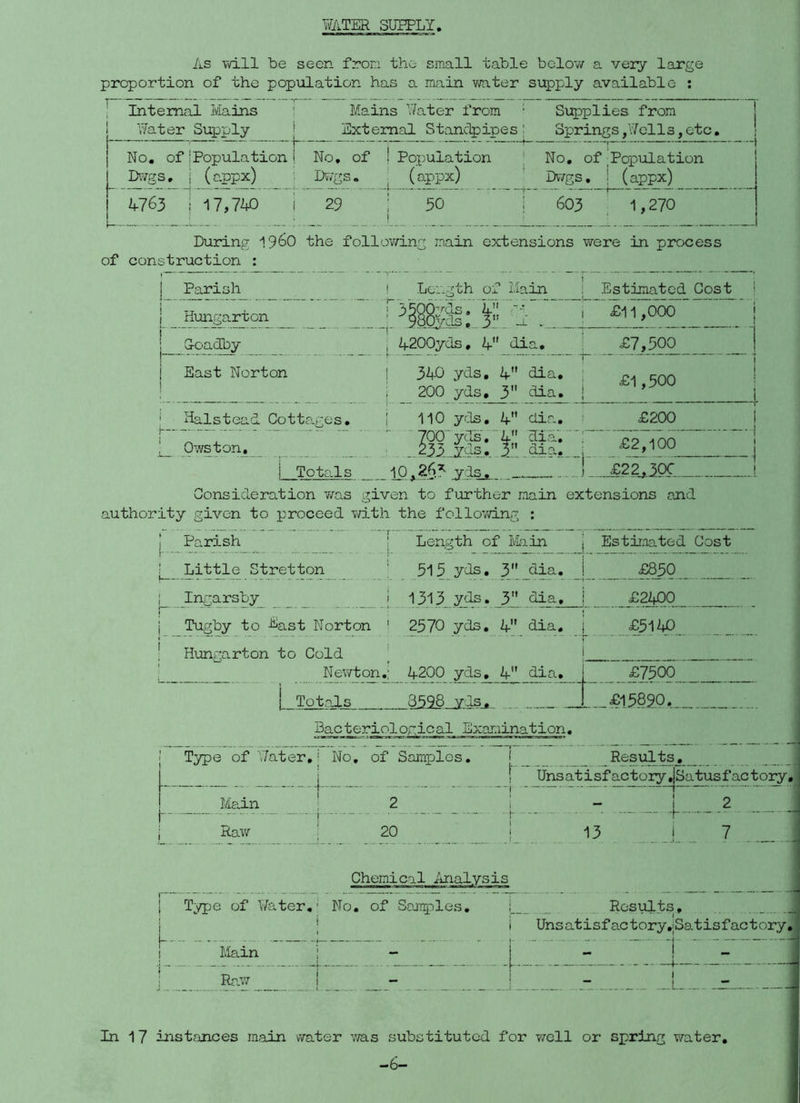 WATER SUPPLY.
As will be seen from the small table below a very large
proportion of the population has a main water supply available :
Internal Mains Water Supply | Mains Water from External Standpipes | Supplies from Springs,Wells,etc.
No. of Dwgs. | Population (appx) | No. of Dwgs. | Population (appx) | No. of Dwgs. | Population (appx)
4763 | 17,740 | 29 | 50 | 603 | 1,270
During 1960 the following main extensions were in process
of construction :
Parish | Length of Main | Estimated Cost
Hungarton | 3500yds. 4" | £11,000
980yds. 3"
Goadby | 4200yds. 4" dia. | £7,500
East Norton | 340 yds. 4" dia. | £1,500
200 yds. 3" dia.
Halstead Cottages. | 110 yds. 4" dia. | £200
Owston. | 700 yds. 4" dia. | £2,100
233 yds. 3" dia.
Totals | 10,263 yds. | £22,300
Consideration was given to further main extensions and
authority given to proceed with the following :
Parish | Length of Main | Estimated Cost
Little Stretton | 515 yds. 3" dia. | £850
Ingarsby | 1313 yds. 3" dia. | £2400
Tugby to East Norton | 2570 yds. 4" dia. | £5140
Hungarton to Cold
Newton. | 4200 yds. 4" dia. | £7500
Totals | 8598 yds. | £15890.
Bacteriological Examination.
Type of Water. | No. of Samples. | Results.
Unsatisfactory. | Satusfactory.
Main | 2 | - | 2
Raw | 20 | 13 | 7
Chemical Analysis
Type of Water. | No. of Samples. | Results.
Unsatisfactory. | Satisfactory.
Main | - | - | -
Raw | - | - | -
In 17 instances main water was substituted for well or spring water.
-6-